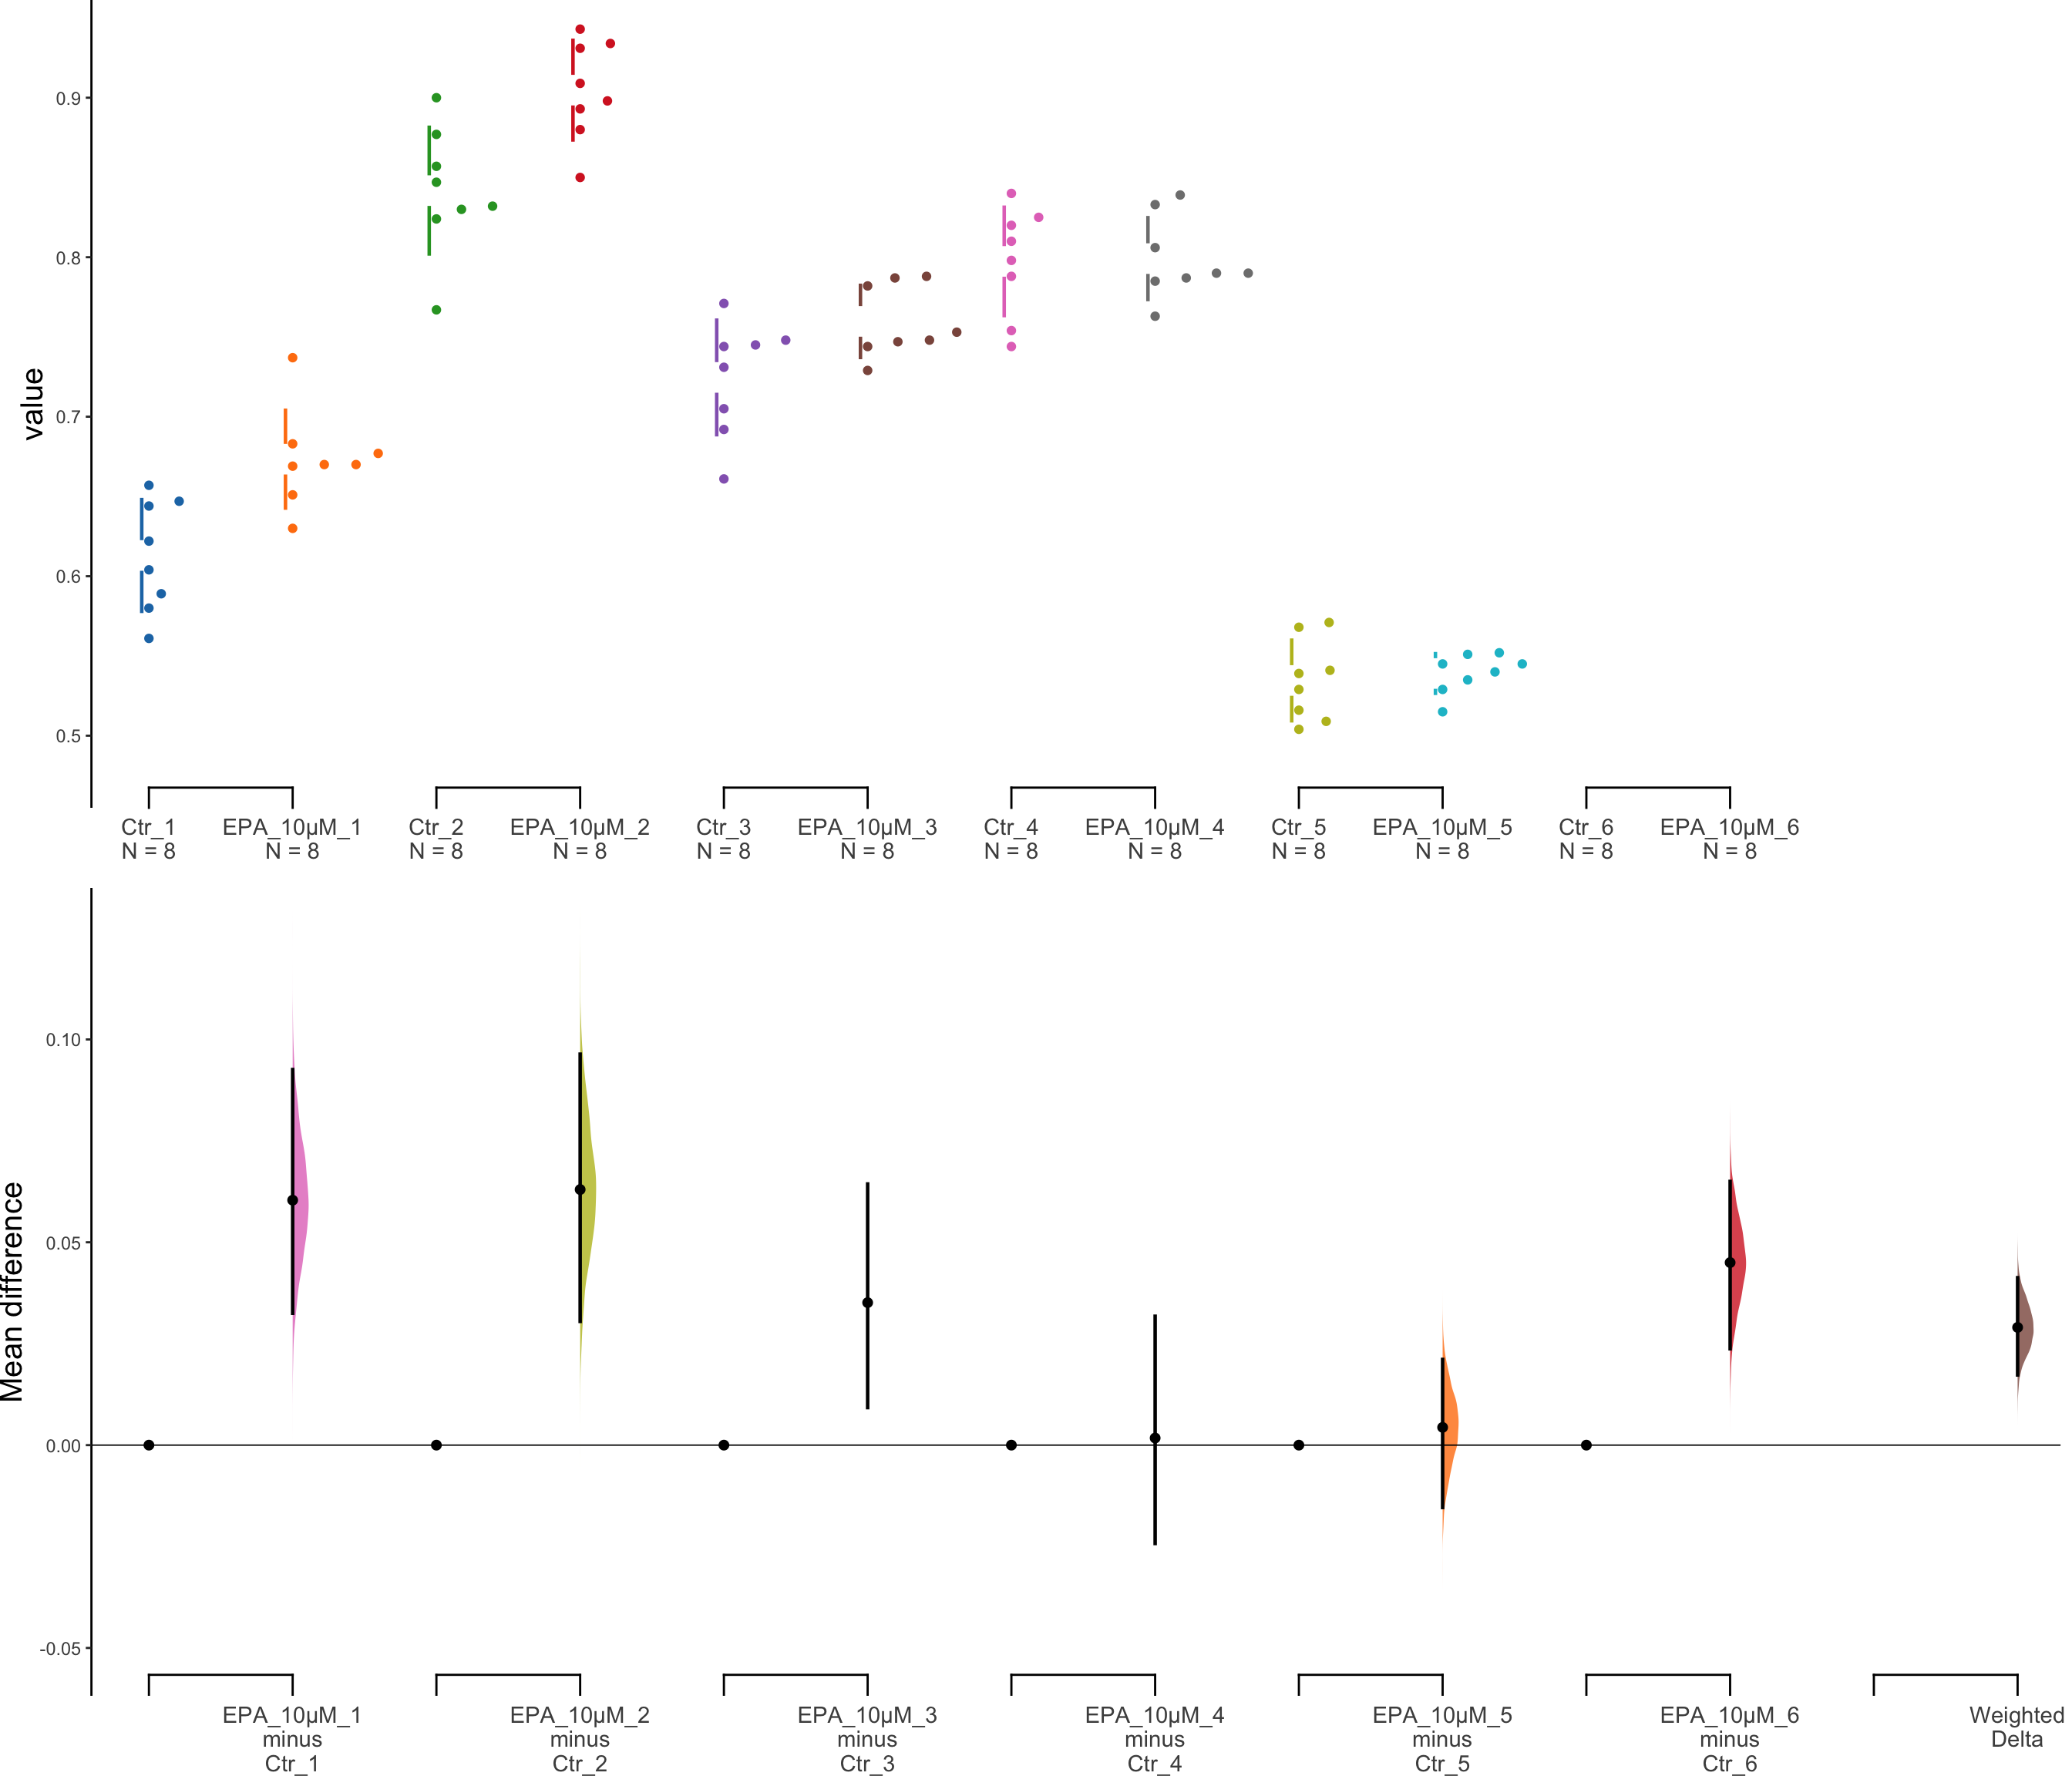 value
0.9
0.8
0.7
0.6
0.5
Ctr_1 EPA_10µM_1 Ctr_2 EPA_10µM_2 Ctr_3 EPA_10µM_3 Ctr_4 EPA_10µM_4 Ctr_5 EPA_10µM_5 Ctr_6 EPA_10µM_6
N = 8 N = 8 N = 8 N = 8 N = 8 N = 8 N = 8 N = 8 N = 8 N = 8 N = 8 N = 8
Mean difference
0.10
0.05
0.00
-0.05
EPA_10µM_1 EPA_10µM_2 EPA_10µM_3 EPA_10µM_4 EPA_10µM_5 EPA_10µM_6 Weighted
minus minus minus minus minus minus Delta
Ctr_1 Ctr_2 Ctr_3 Ctr_4 Ctr_5 Ctr_6